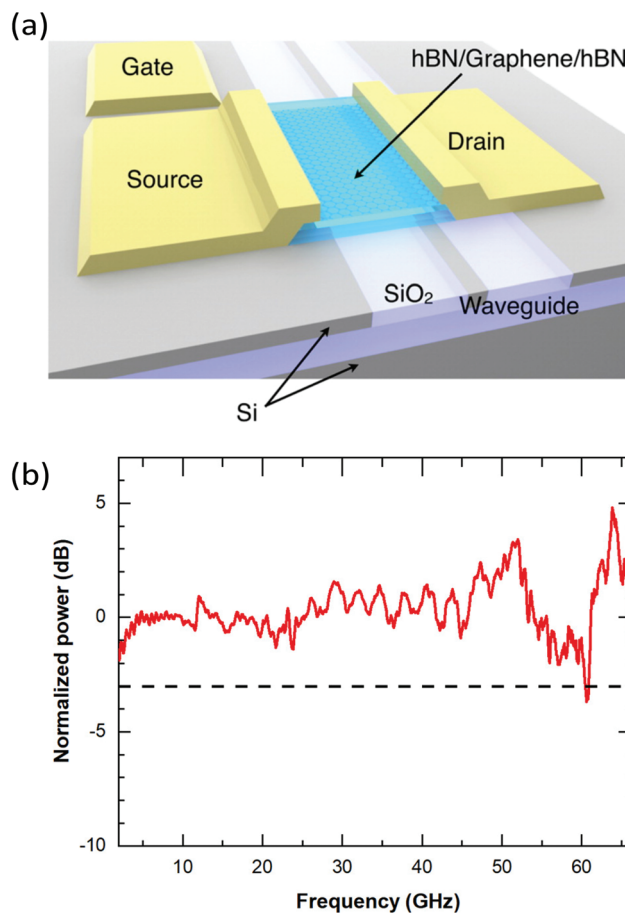 (a)
hBN/Graphene/hBN
Gate
Drain
Source
SiO₂
Waveguide
Si
(b)
Normalized power (dB)
5
0
-5
-10
10 20 30 40 50 60
Frequency (GHz)